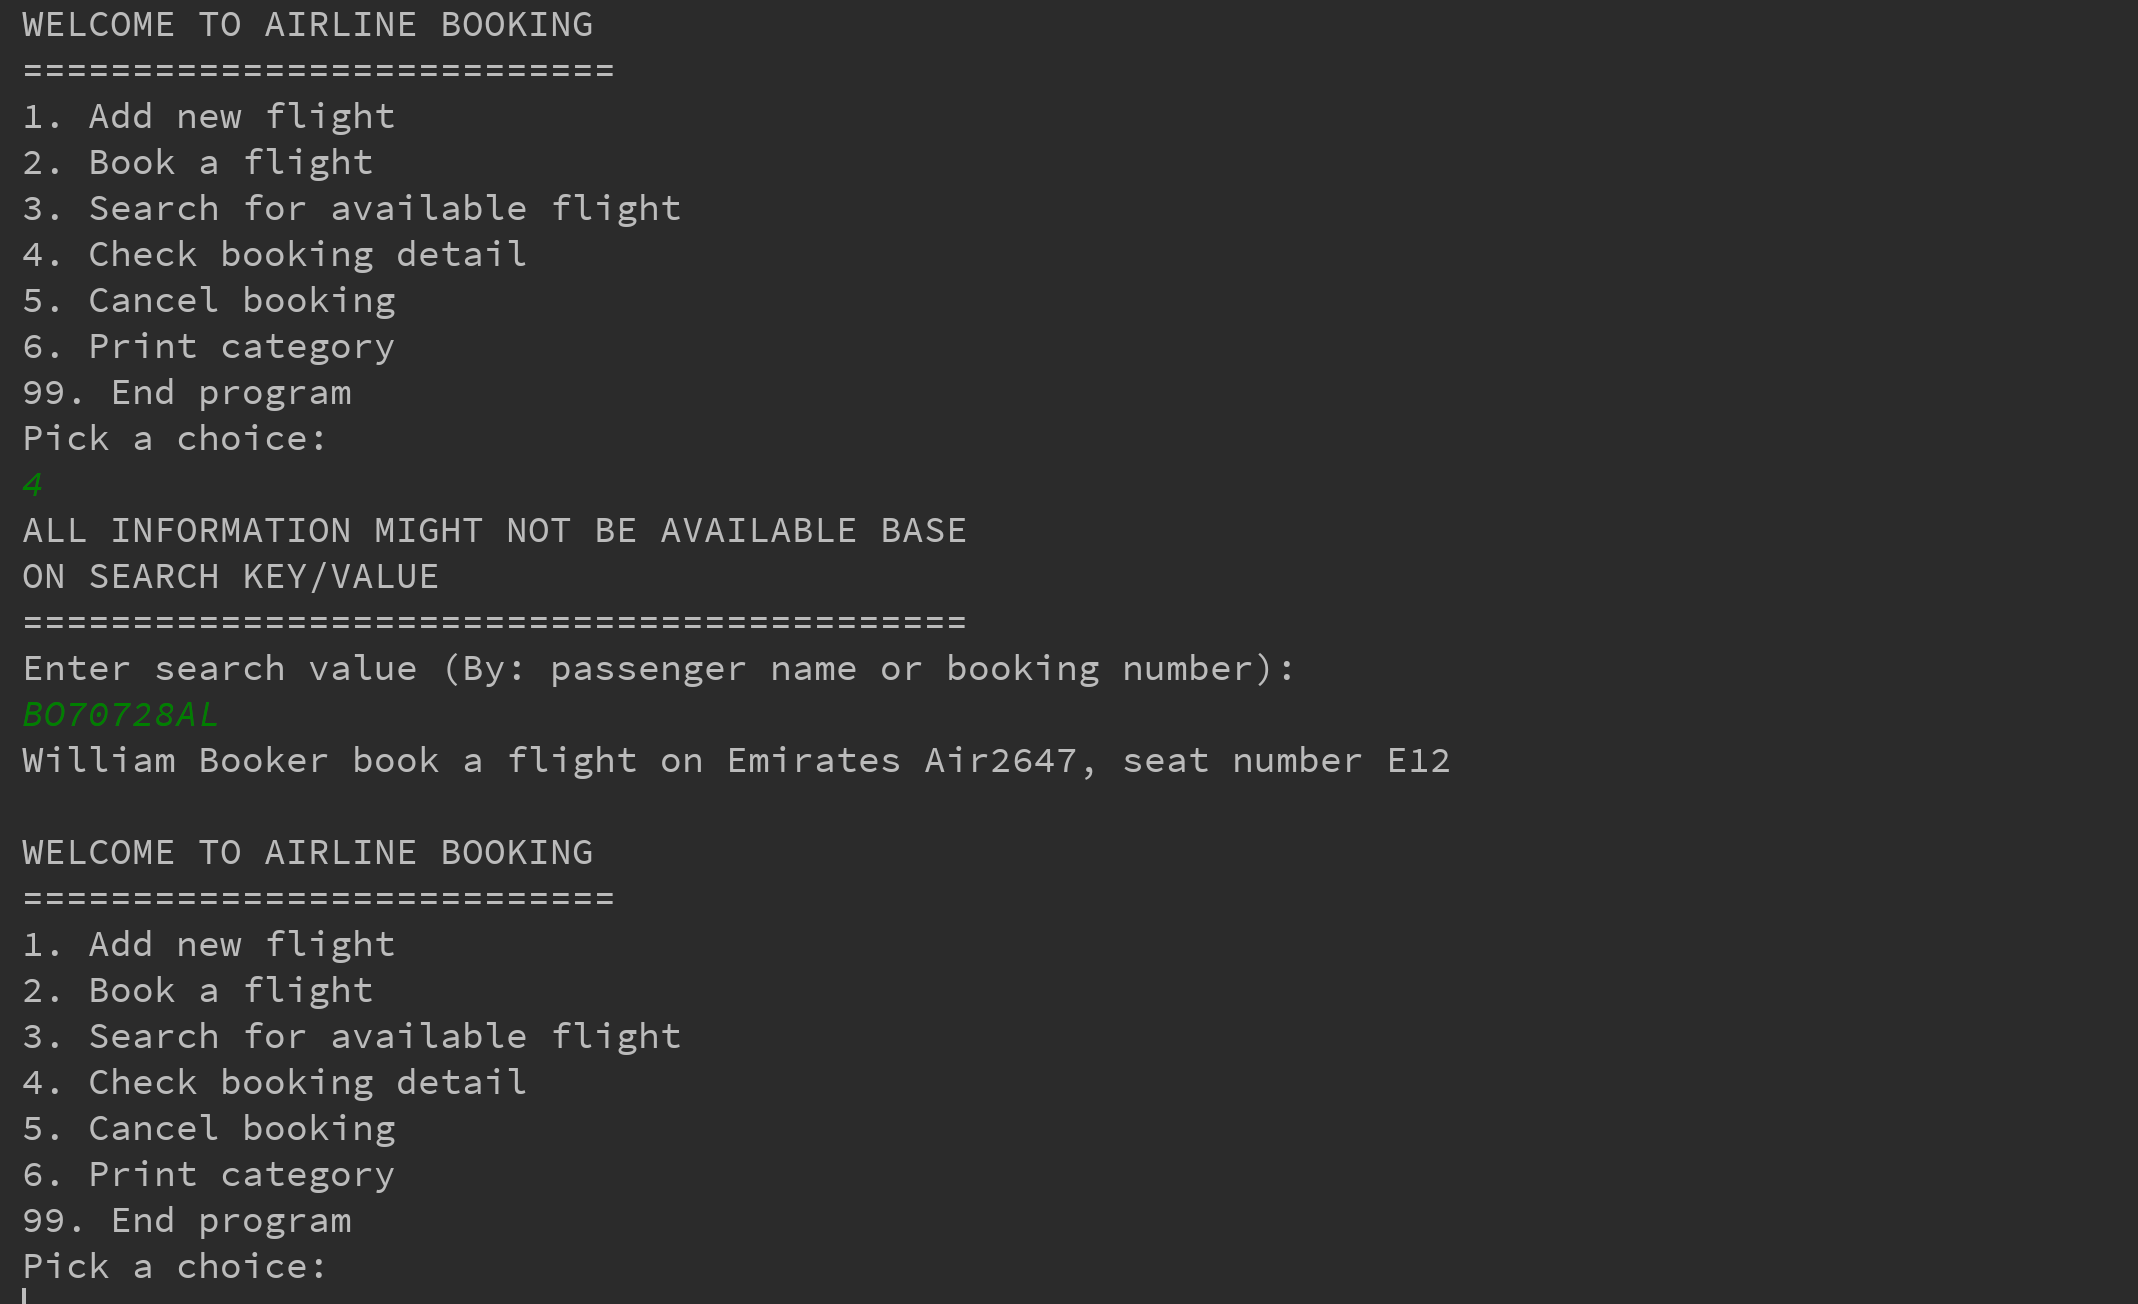 WELCOME TO AIRLINE BOOKING
===========================
1. Add new flight
2. Book a flight
3. Search for available flight
4. Check booking detail
5. Cancel booking
6. Print category
99. End program
Pick a choice:
4
ALL INFORMATION MIGHT NOT BE AVAILABLE BASE
ON SEARCH KEY/VALUE
===========================================
Enter search value (By: passenger name or booking number):
BO70728AL
William Booker book a flight on Emirates Air2647, seat number E12

WELCOME TO AIRLINE BOOKING
===========================
1. Add new flight
2. Book a flight
3. Search for available flight
4. Check booking detail
5. Cancel booking
6. Print category
99. End program
Pick a choice: